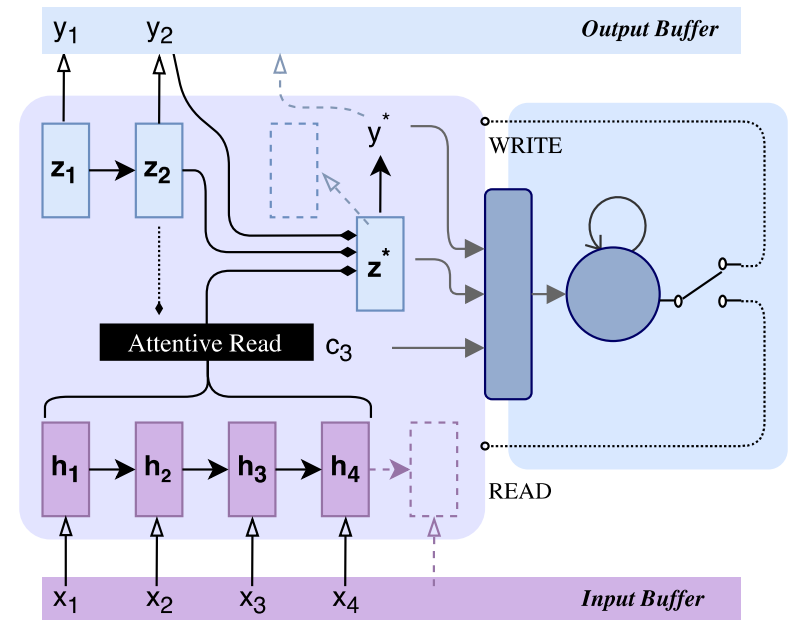 y1 y2 Output Buffer
y*
WRITE
z1 z2
z*
Attentive Read c3
h1 h2 h3 h4
READ
x1 x2 x3 x4 Input Buffer